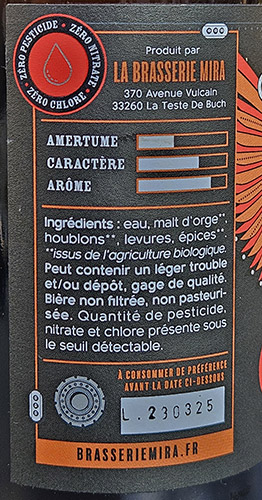 ZÉRO PESTICIDE • ZÉRO NITRATE • ZÉRO CHLORE •
Produit par
LA BRASSERIE MIRA
370 Avenue Vulcain
33260 La Teste De Buch
AMERTUME
CARACTÈRE
ARÔME
Ingrédients : eau, malt d'orge**,
houblons**, levures, épices**.
**issus de l'agriculture biologique.
Peut contenir un léger trouble
et/ou dépôt, gage de qualité.
Bière non filtrée, non pasteuri-
sée. Quantité de pesticide,
nitrate et chlore présente sous
le seuil détectable.
À CONSOMMER DE PRÉFÉRENCE
AVANT LA DATE CI-DESSOUS
L.230325
BRASSERIEMIRA.FR